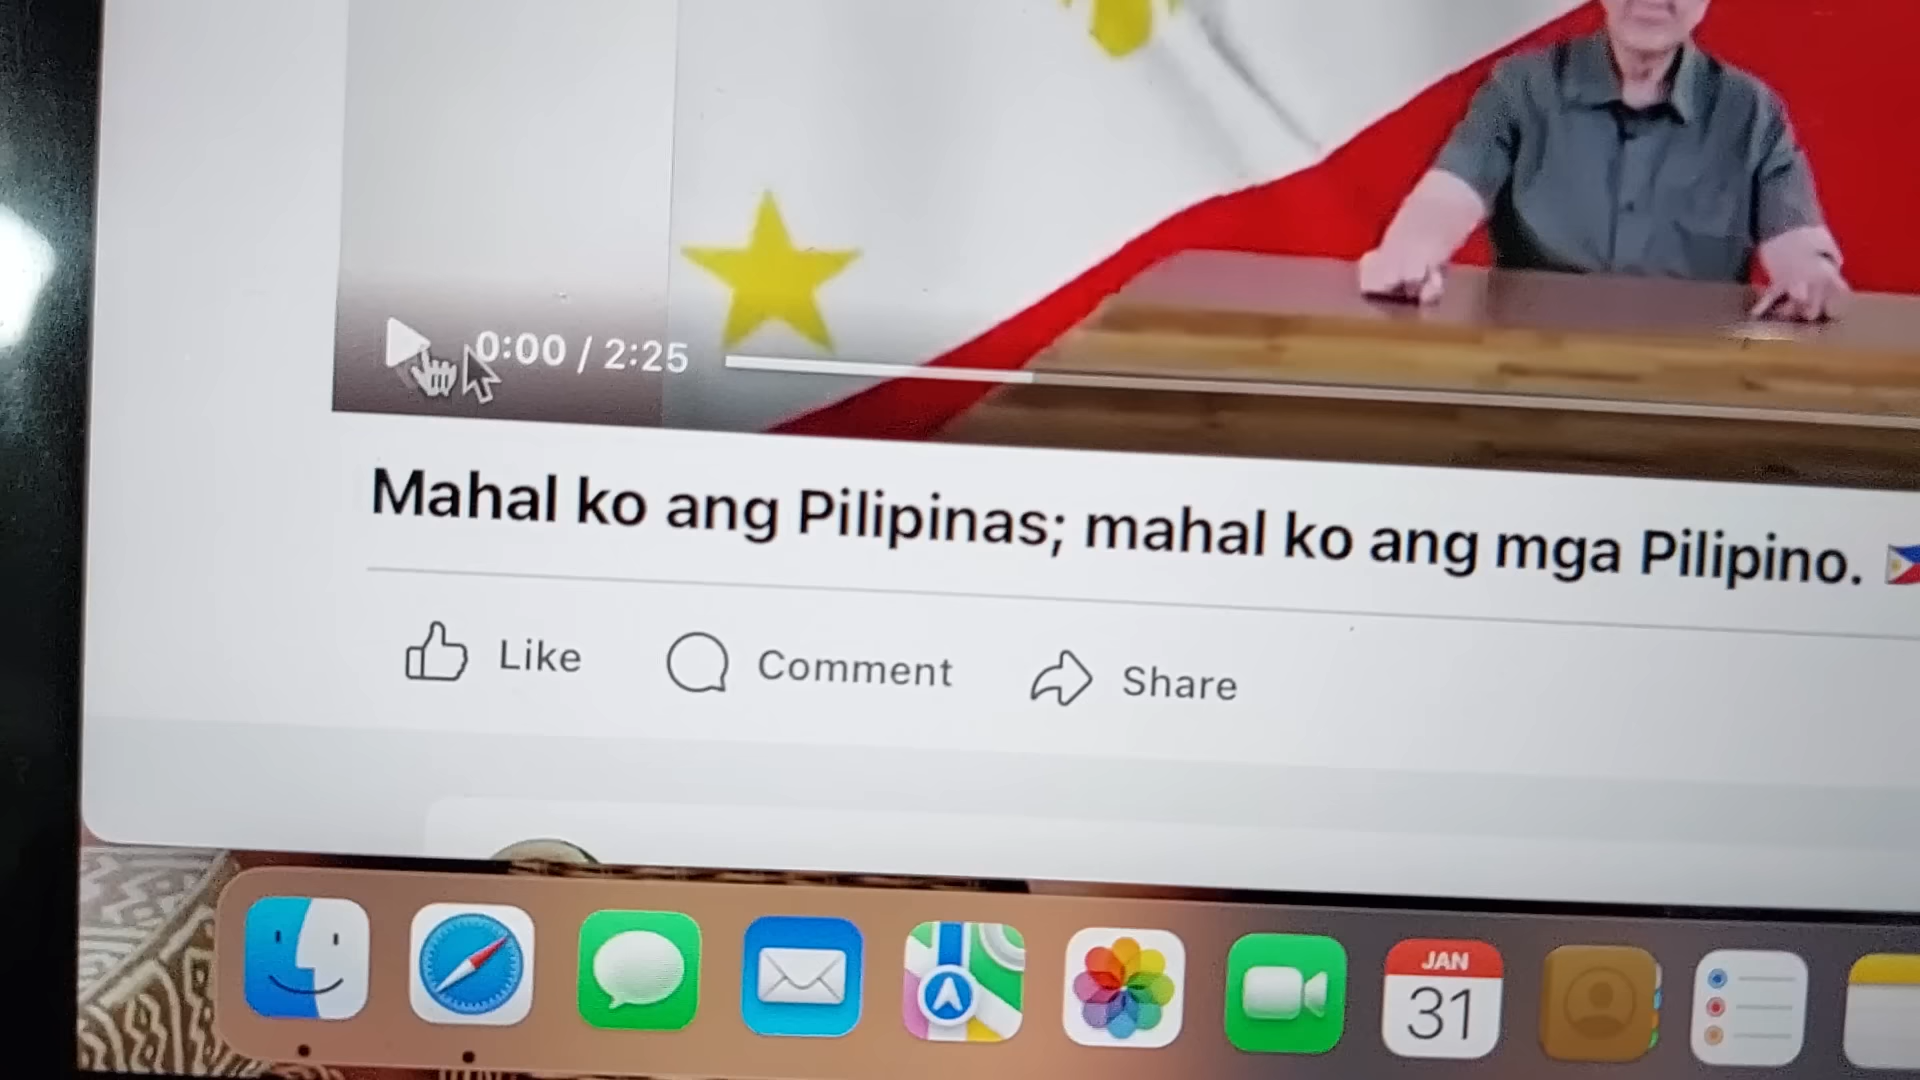 0:00 / 2:25
Mahal ko ang Pilipinas; mahal ko ang mga Pilipino. 🇵🇭
Like
Comment
Share
JAN
31